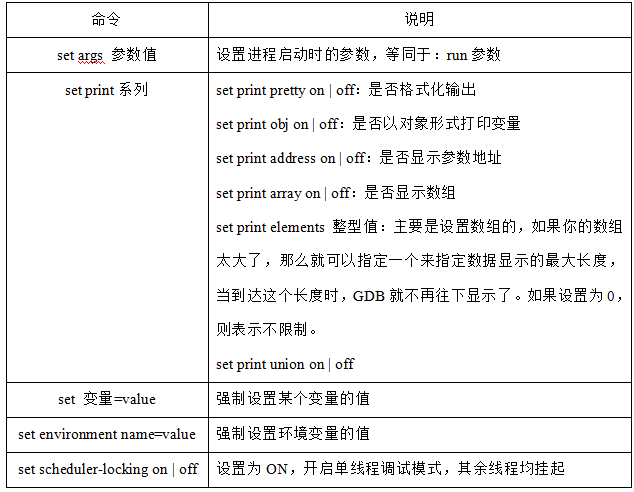 命令 说明
set args 参数值 设置进程启动时的参数，等同于：run 参数
set print 系列 set print pretty on | off：是否格式化输出
set print obj on | off：是否以对象形式打印变量
set print address on | off：是否显示参数地址
set print array on | off：是否显示数组
set print elements 整型值：主要是设置数组的，如果你的数组
太大了，那么就可以指定一个来指定数据显示的最大长度，
当到达这个长度时，GDB 就不再往下显示了。如果设置为 0，
则表示不限制。
set print union on | off
set 变量=value 强制设置某个变量的值
set environment name=value 强制设置环境变量的值
set scheduler-locking on | off 设置为 ON，开启单线程调试模式，其余线程均挂起